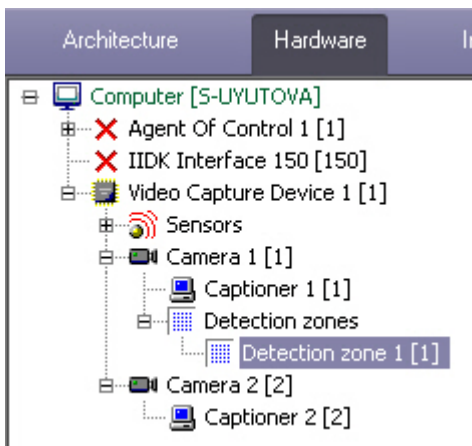 Architecture Hardware
Computer [S-UYUTOVA]
Agent Of Control 1 [1]
IIDK Interface 150 [150]
Video Capture Device 1 [1]
Sensors
Camera 1 [1]
Captioner 1 [1]
Detection zones
Detection zone 1 [1]
Camera 2 [2]
Captioner 2 [2]